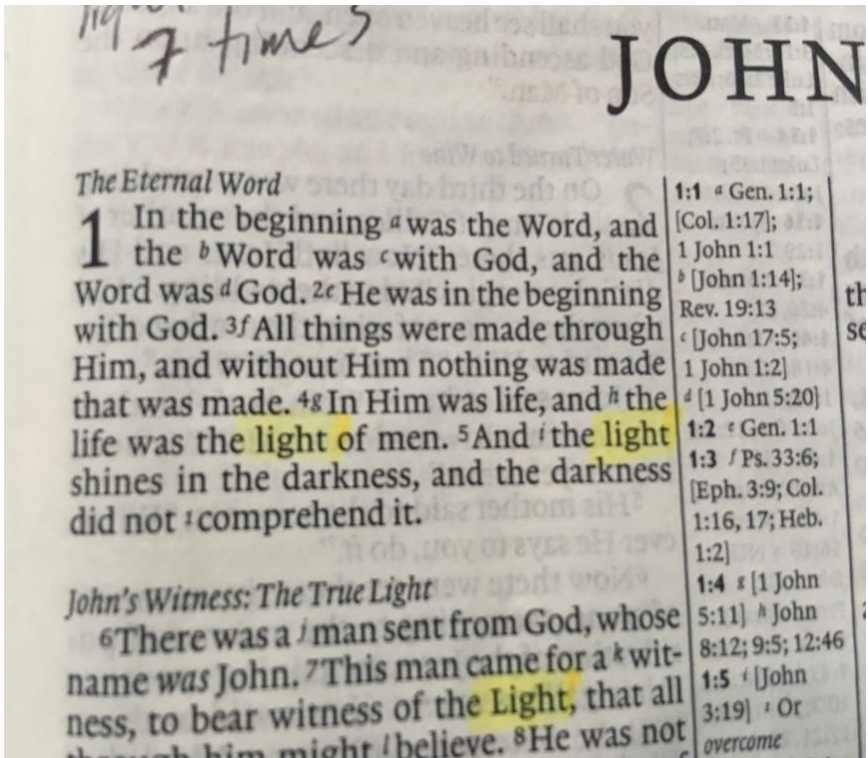 7 times
JOHN
The Eternal Word
1 In the beginning a was the Word, and
the b Word was c with God, and the
Word was d God. 2e He was in the beginning
with God. 3f All things were made through
Him, and without Him nothing was made
that was made. 4g In Him was life, and h the
life was the light of men. 5 And i the light
shines in the darkness, and the darkness
did not 1 comprehend it.
John's Witness: The True Light
6 There was a j man sent from God, whose
name was John. 7 This man came for a k wit-
ness, to bear witness of the Light, that all
through him might l believe. 8 He was not
1:1 a Gen. 1:1;
[Col. 1:17];
1 John 1:1
b [John 1:14];
Rev. 19:13
c [John 17:5;
1 John 1:2]
d [1 John 5:20]
1:2 e Gen. 1:1
1:3 f Ps. 33:6;
[Eph. 3:9; Col.
1:16, 17; Heb.
1:2]
1:4 g [1 John
5:11] h John
8:12; 9:5; 12:46
1:5 i [John
3:19] 1 Or
overcome